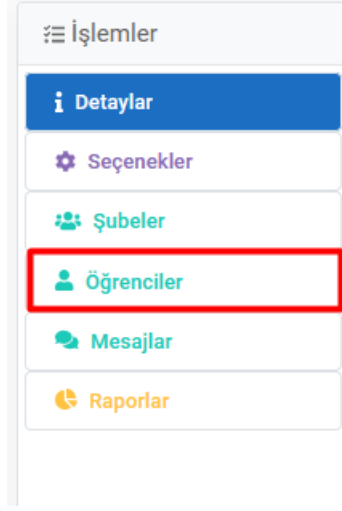 İşlemler
Detaylar
Seçenekler
Şubeler
Öğrenciler
Mesajlar
Raporlar